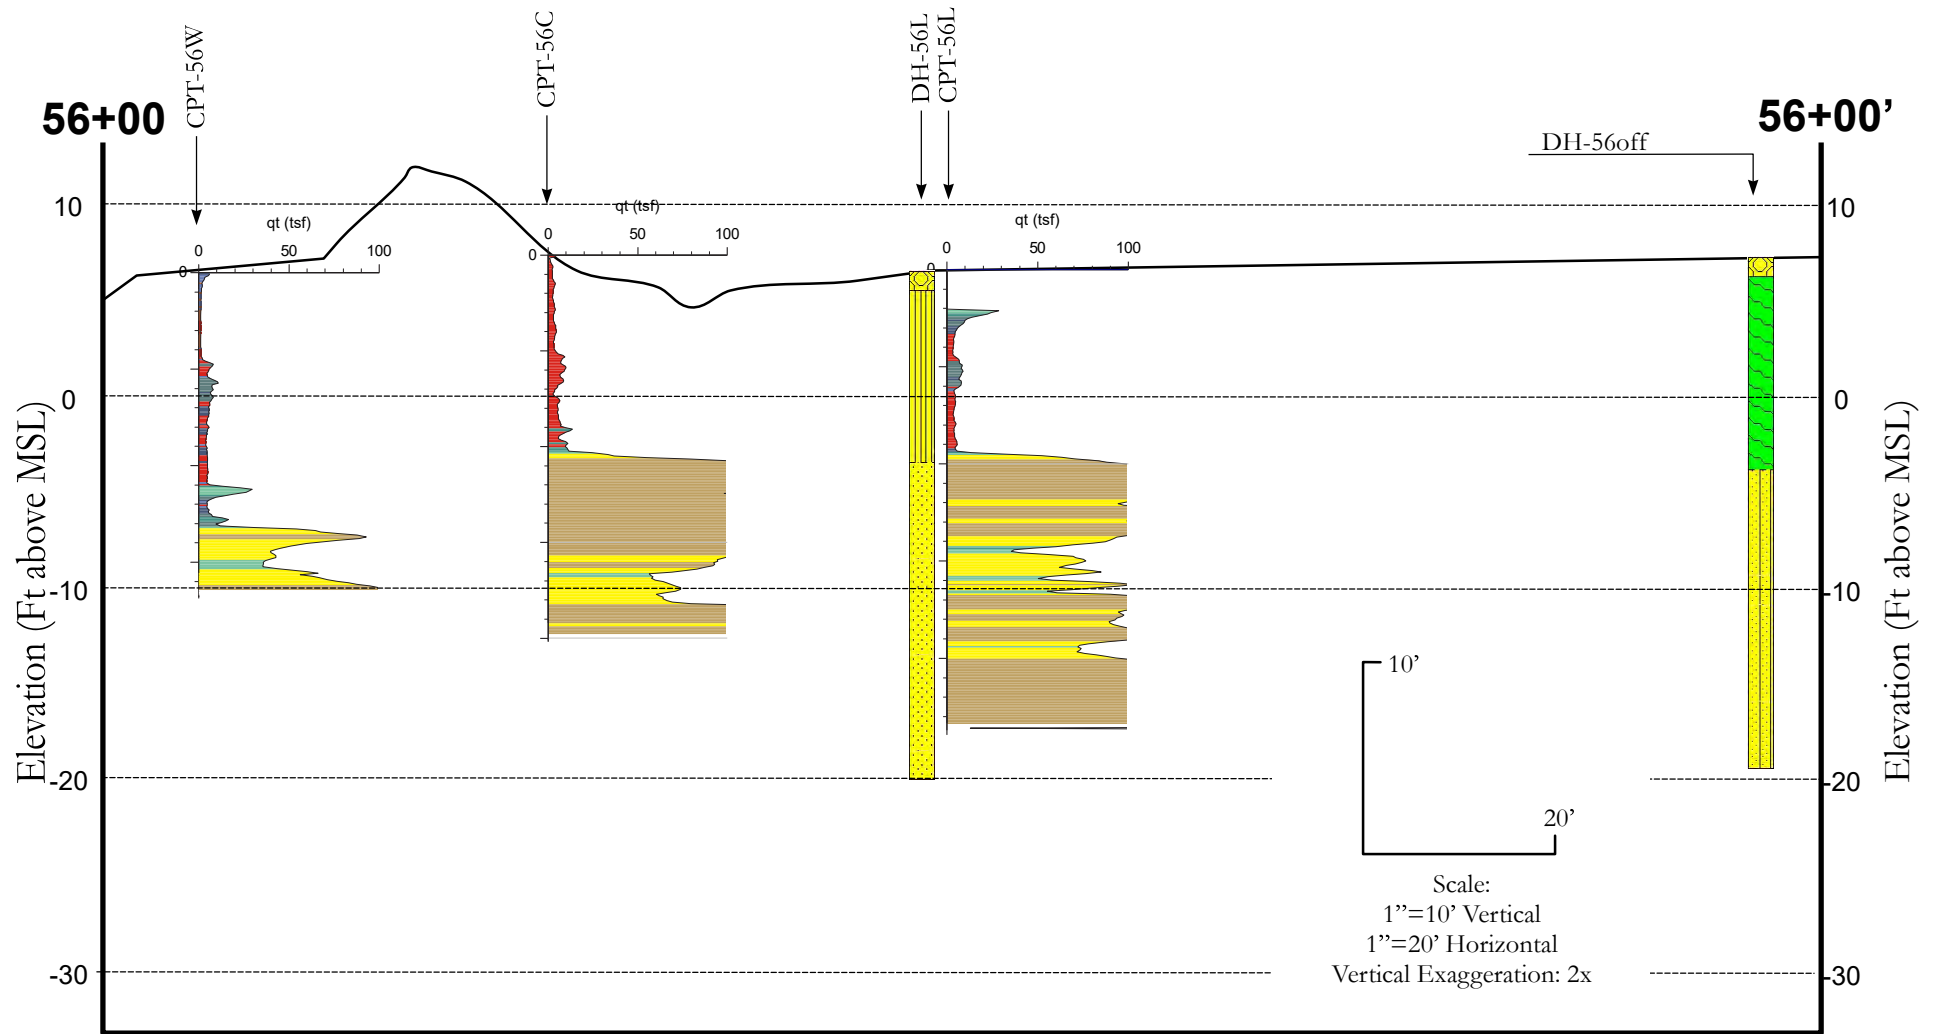 CPT-56W
CPT-56C
DH-56L
CPT-56L
56+00
56+00’
DH-56off
10
10
qt (tsf)
qt (tsf)
qt (tsf)
0 50 100
0 50 100
0 50 100
0
0
0
0
0
-10
-10
-20
-20
-30
-30
Elevation (Ft above MSL)
Elevation (Ft above MSL)
10’
20’
Scale:
1”=10’ Vertical
1”=20’ Horizontal
Vertical Exaggeration: 2x